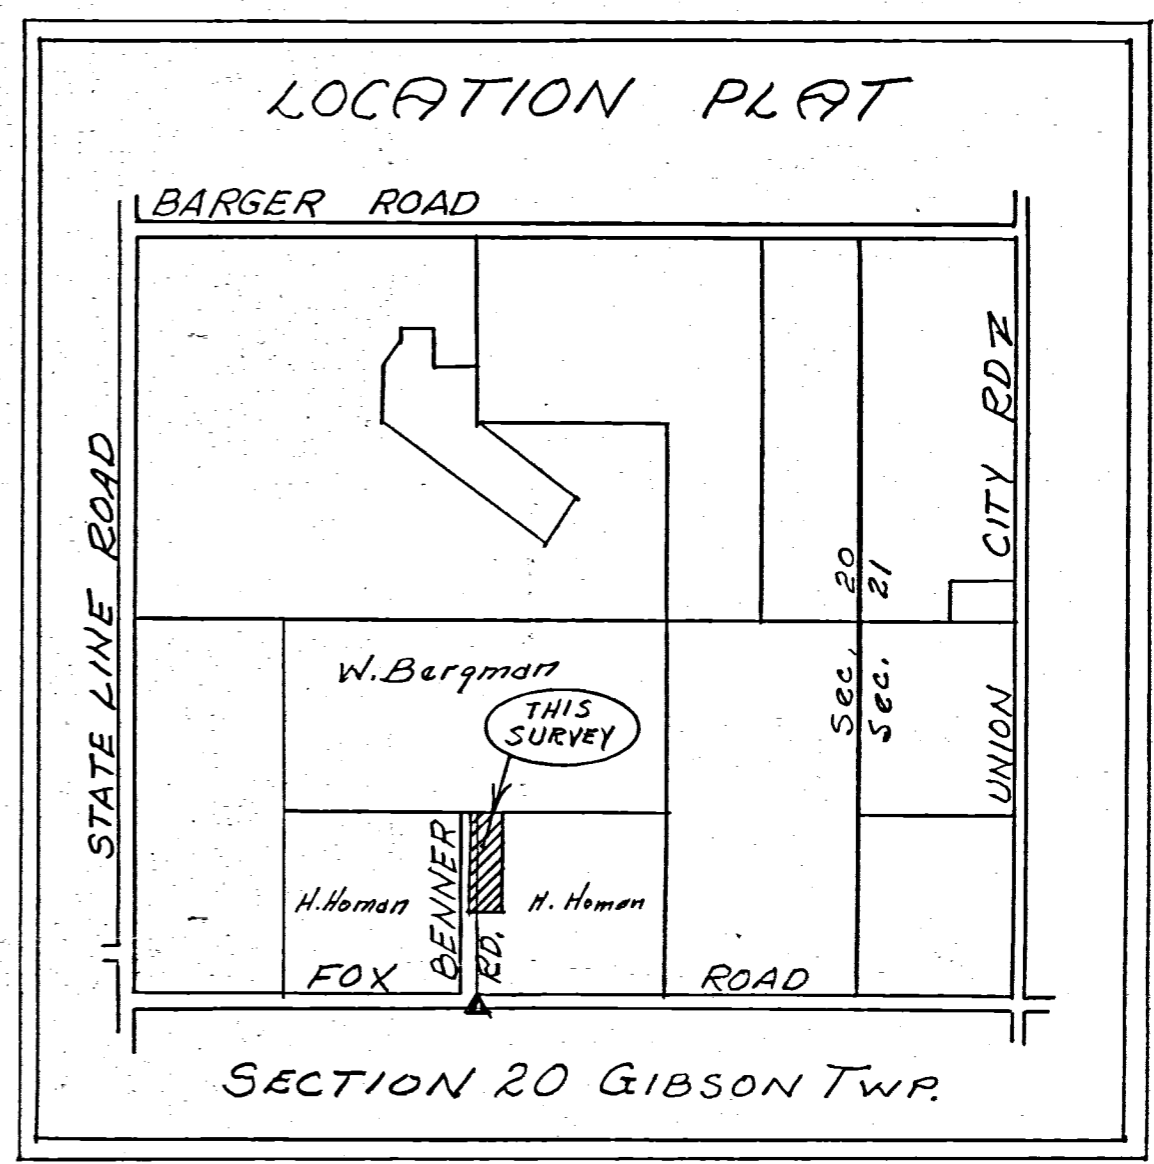 LOCATION PLAT
BARGER ROAD
STATE LINE ROAD
UNION CITY RD
Sec. 20
Sec. 21
W. Bergman
THIS
SURVEY
BENNER RD.
H. Homan
H. Homan
FOX ROAD
SECTION 20 GIBSON TWP.